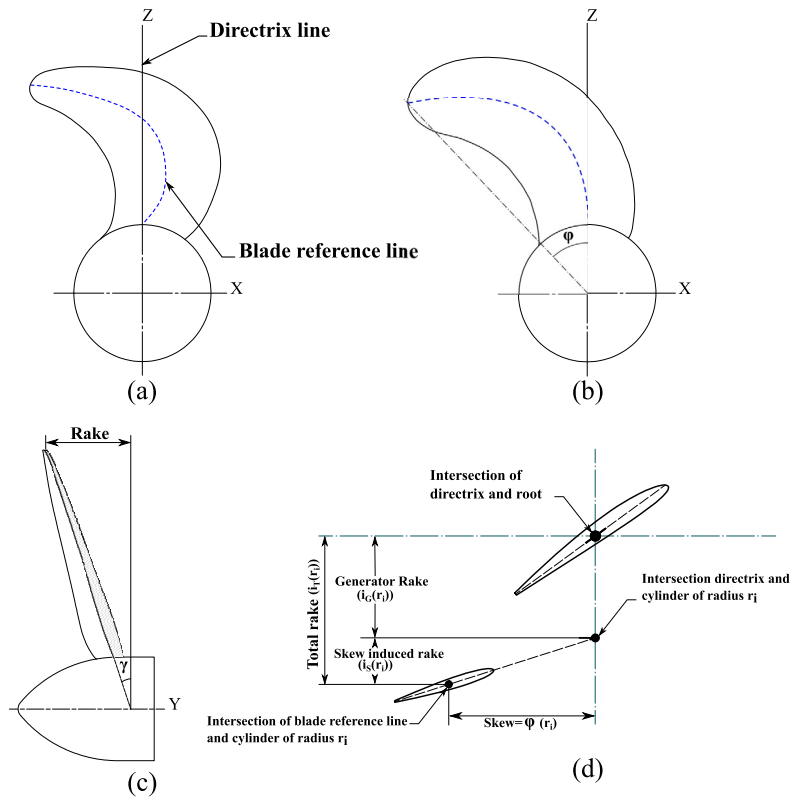 Z
Directrix line
Blade reference line
X
(a)
Z
φ
X
(b)
Rake
γ
Y
(c)
Intersection of
directrix and root
Total rake (iT(ri))
Generator Rake
(iG(ri))
Skew induced rake
(iS(ri))
Intersection directrix and
cylinder of radius ri
Intersection of blade reference line
and cylinder of radius ri
Skew=φ (ri)
(d)